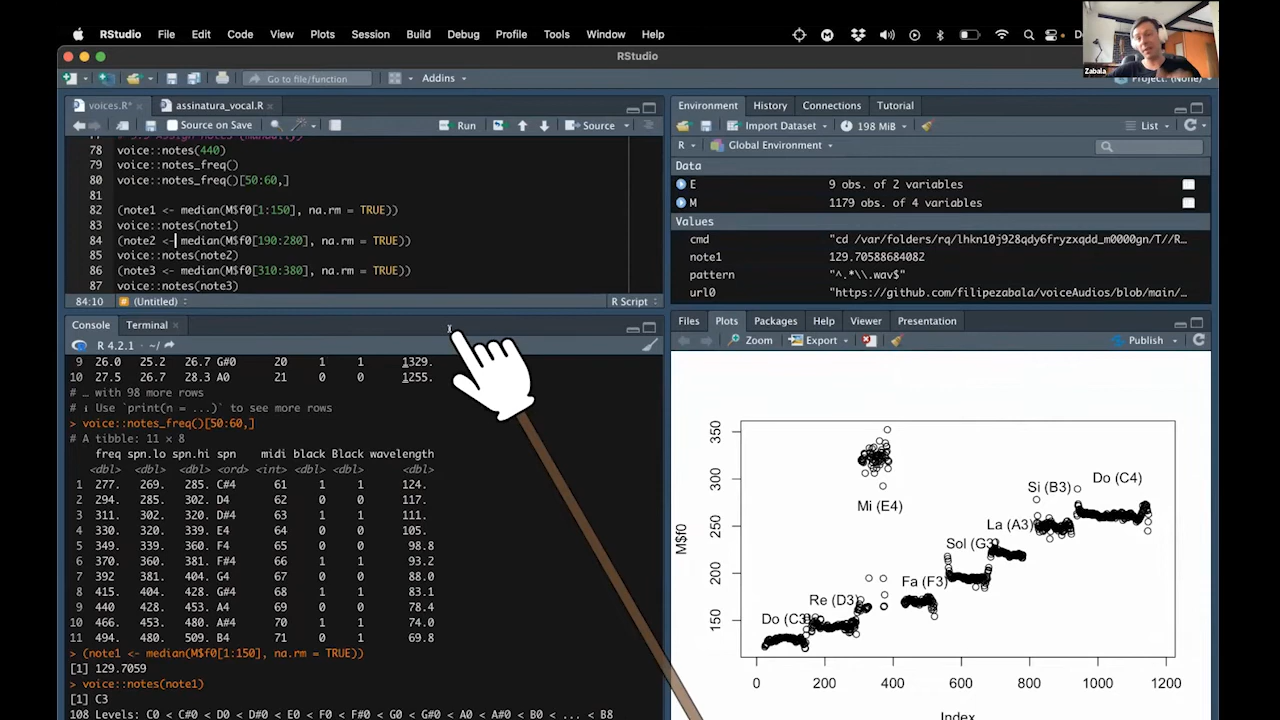 RStudio File Edit Code View Plots Session Build Debug Profile Tools Window Help
Zabala
RStudio
Go to file/function Addins Project: (None)
voices.R* assinatura_vocal.R
Source on Save Run Source
78 voice::notes(440)
79 voice::notes_freq()
80 voice::notes_freq()[50:60,]
81
82 (note1 <- median(M$f0[1:150], na.rm = TRUE))
83 voice::notes(note1)
84 (note2 <- median(M$f0[190:280], na.rm = TRUE))
85 voice::notes(note2)
86 (note3 <- median(M$f0[310:380], na.rm = TRUE))
87 voice::notes(note3)
84:10 (Untitled) R Script
Console Terminal
R 4.2.1 · ~/
9 26.0 25.2 26.7 G#0 20 1 1 1329.
10 27.5 26.7 28.3 A0 21 0 0 1255.
# … with 98 more rows
# ℹ Use `print(n = ...)` to see more rows
> voice::notes_freq()[50:60,]
# A tibble: 11 × 8
freq spn.lo spn.hi spn midi black Black wavelength
<dbl> <dbl> <dbl> <ord> <int> <dbl> <dbl> <dbl>
1 277. 269. 285. C#4 61 1 1 124.
2 294. 285. 302. D4 62 0 0 117.
3 311. 302. 320. D#4 63 1 1 111.
4 330. 320. 339. E4 64 0 0 105.
5 349. 339. 360. F4 65 0 0 98.8
6 370. 360. 381. F#4 66 1 1 93.2
7 392 381. 404. G4 67 0 0 88.0
8 415. 404. 428. G#4 68 1 1 83.1
9 440 428. 453. A4 69 0 0 78.4
10 466. 453. 480. A#4 70 1 1 74.0
11 494. 480. 509. B4 71 0 1 69.8
> (note1 <- median(M$f0[1:150], na.rm = TRUE))
[1] 129.7059
> voice::notes(note1)
[1] C3
108 Levels: C0 < C#0 < D0 < D#0 < E0 < F0 < F#0 < G0 < G#0 < A0 < A#0 < B0 < ... < B8
Environment History Connections Tutorial
Import Dataset 198 MiB List
R Global Environment
Data
E 9 obs. of 2 variables
M 1179 obs. of 4 variables
Values
cmd "cd /var/folders/rq/lhkn10j928qdy6fryzxqdd_m0000gn/T//R…
note1 129.70588684082
pattern "^.*\\.wav$"
url0 "https://github.com/filipezabala/voiceAudios/blob/main/…
Files Plots Packages Help Viewer Presentation
Zoom Export Publish
M$f0
350
300
250
200
150
Do (C3)
Re (D3)
Mi (E4)
Fa (F3)
Sol (G3)
La (A3)
Si (B3)
Do (C4)
0 200 400 600 800 1000 1200
Index